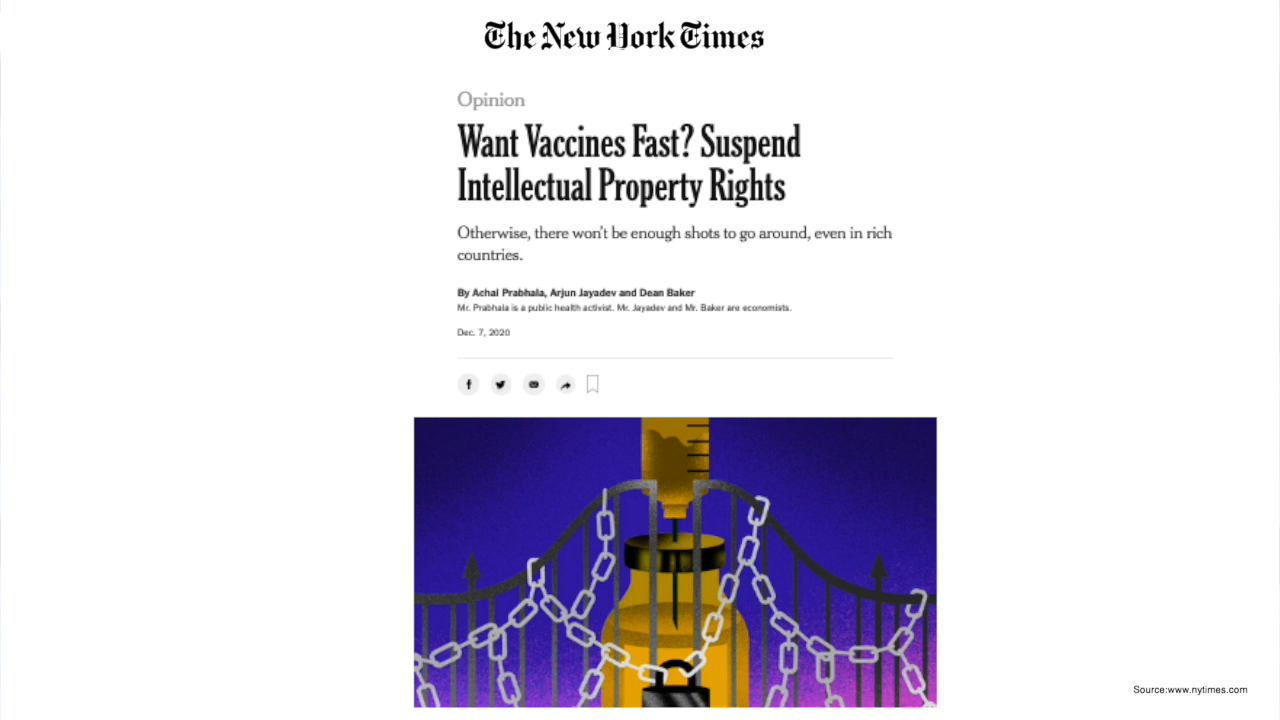 The New York Times
Opinion
Want Vaccines Fast? Suspend
Intellectual Property Rights
Otherwise, there won't be enough shots to go around, even in rich
countries.
By Achal Prabhala, Arjun Jayadev and Dean Baker
Mr. Prabhala is a public health activist. Mr. Jayadev and Mr. Baker are economists.
Dec. 7, 2020
Source:www.nytimes.com